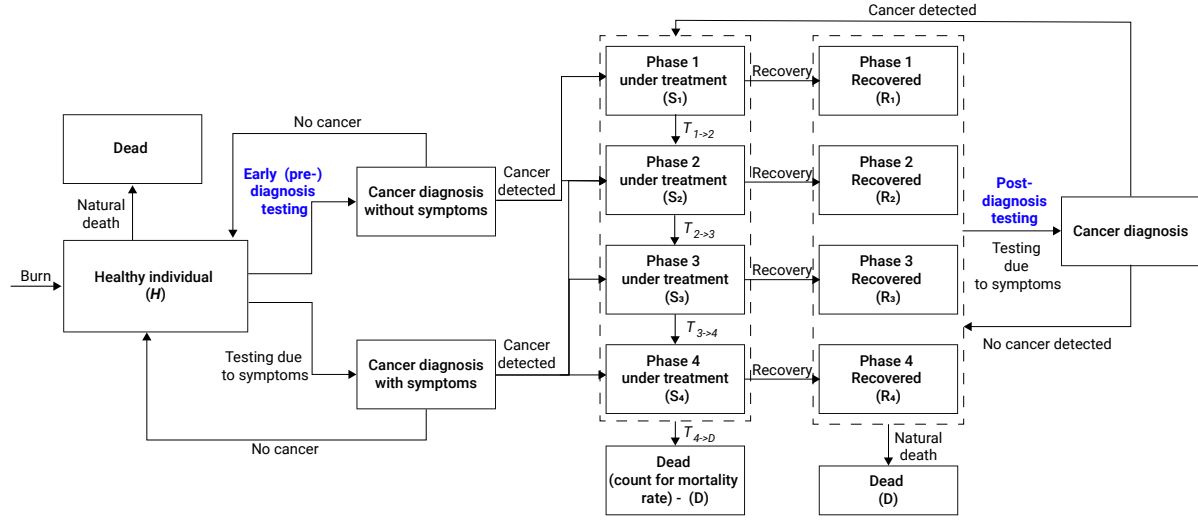 Cancer detected
Phase 1
under treatment
(S₁)
Recovery
Phase 1
Recovered
(R₁)
T₁->₂
Dead
No cancer
Natural
death
Early (pre-)
diagnosis
testing
Cancer diagnosis
without symptoms
Cancer
detected
Phase 2
under treatment
(S₂)
Recovery
Phase 2
Recovered
(R₂)
Post-
diagnosis
testing
Cancer diagnosis
Testing
due
to symptoms
T₂->₃
Burn
Healthy individual
(H)
Phase 3
under treatment
(S₃)
Recovery
Phase 3
Recovered
(R₃)
T₃->₄
No cancer detected
Testing due
to symptoms
Cancer diagnosis
with symptoms
Cancer
detected
Phase 4
under treatment
(S₄)
Recovery
Phase 4
Recovered
(R₄)
No cancer
T₄->D
Natural
death
Dead
(count for mortality
rate) - (D)
Dead
(D)